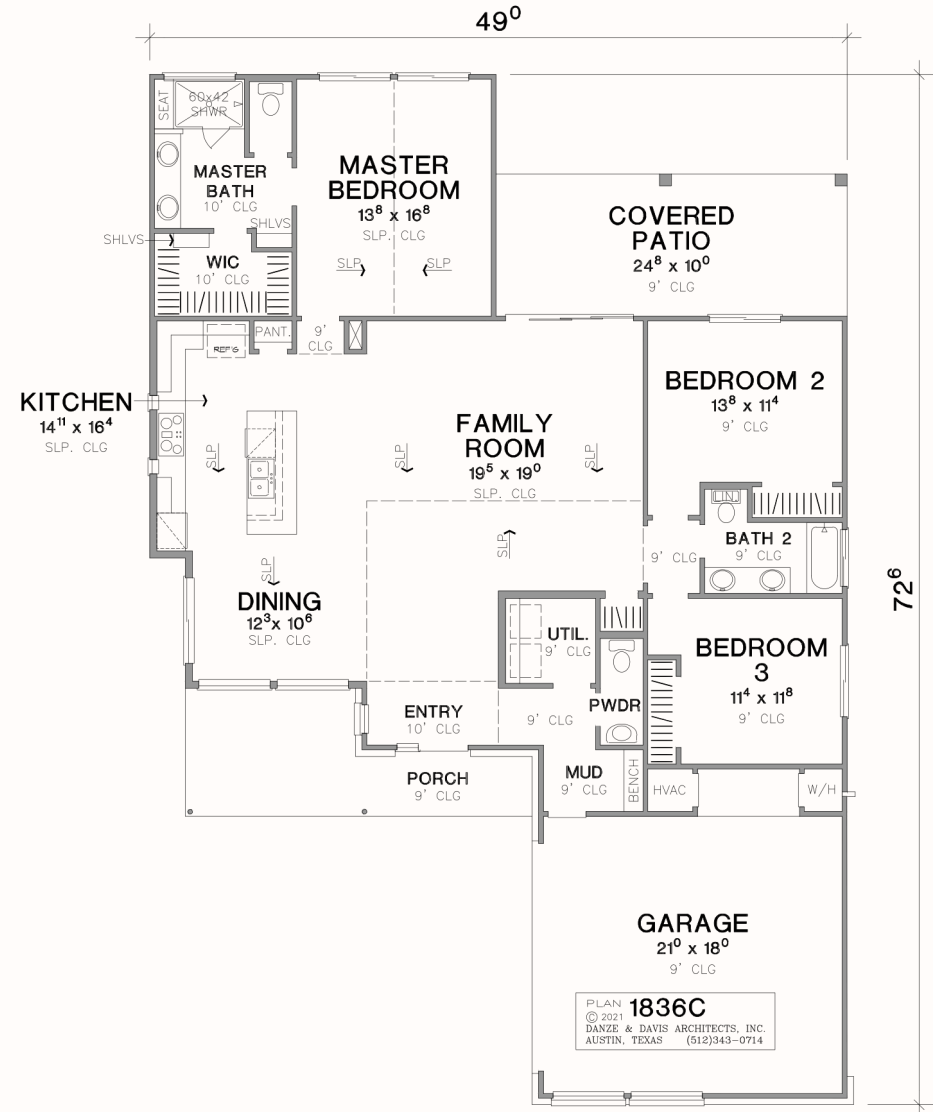 49⁰
SEAT
60x42
SHWR
MASTER
BATH
10' CLG
SHLVS
SHLVS
WIC
10' CLG
MASTER
BEDROOM
13⁸ x 16⁸
SLP. CLG
SLP
SLP
COVERED
PATIO
24⁸ x 10⁰
9' CLG
REF'G
PANT.
9'
CLG
KITCHEN
14¹¹ x 16⁴
SLP. CLG
SLP
SLP
SLP
FAMILY
ROOM
19⁵ x 19⁰
SLP. CLG
SLP
BEDROOM 2
13⁸ x 11⁴
9' CLG
LIN.
BATH 2
9' CLG
9' CLG
72⁶
SLP
DINING
12³x 10⁶
SLP. CLG
UTIL.
9' CLG
BEDROOM
3
11⁴ x 11⁸
9' CLG
ENTRY
10' CLG
9' CLG
PWDR
PORCH
9' CLG
MUD
9' CLG
BENCH
HVAC
W/H
GARAGE
21⁰ x 18⁰
9' CLG
PLAN 1836C
© 2021
DANZE & DAVIS ARCHITECTS, INC.
AUSTIN, TEXAS (512)343-0714